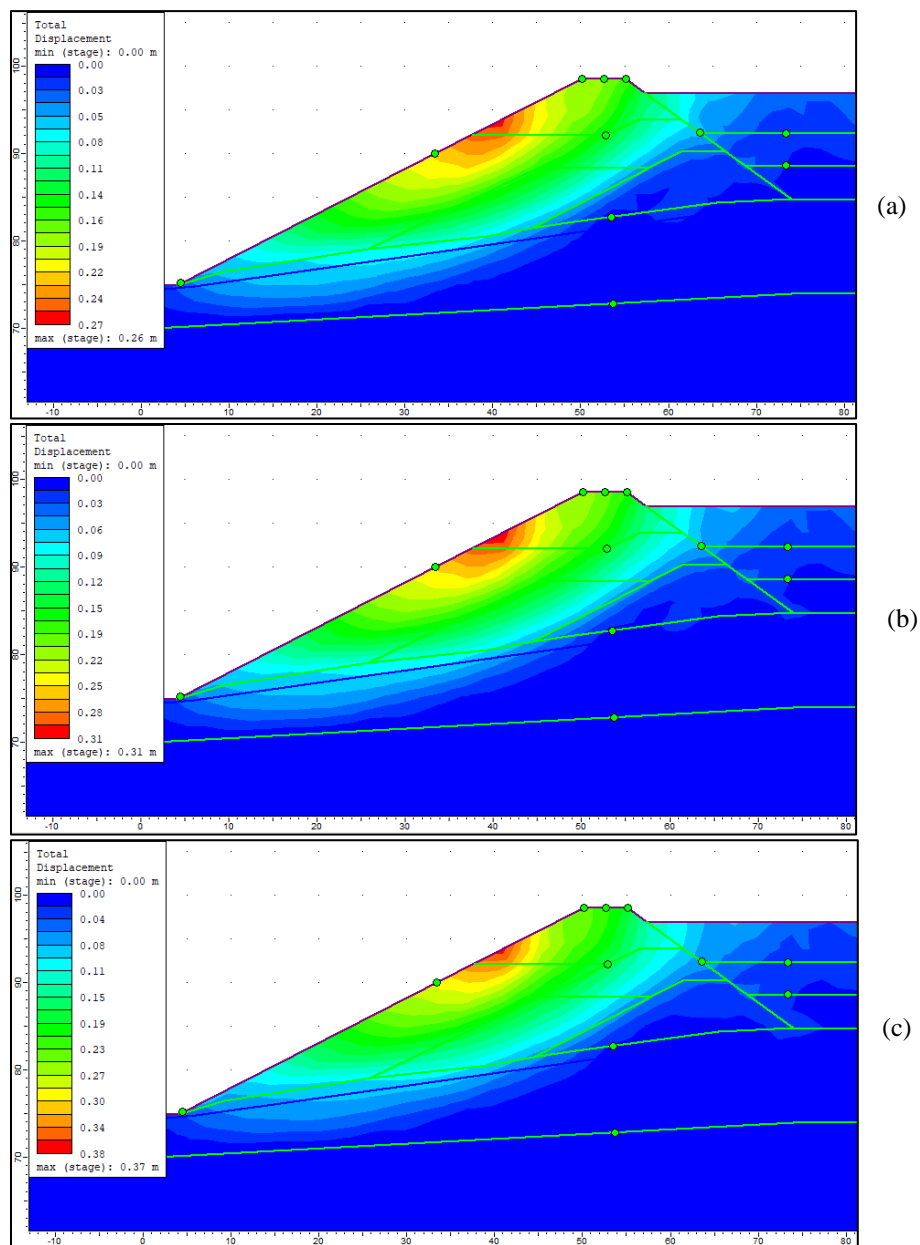 Total
Displacement
min (stage): 0.00 m
0.00
0.03
0.05
0.08
0.11
0.14
0.16
0.19
0.22
0.24
0.27
max (stage): 0.26 m
100
90
80
70
-10 0 10 20 30 40 50 60 70 80
(a)
Total
Displacement
min (stage): 0.00 m
0.00
0.03
0.06
0.09
0.12
0.16
0.19
0.22
0.25
0.28
0.31
max (stage): 0.31 m
100
90
80
70
-10 0 10 20 30 40 50 60 70 80
(b)
Total
Displacement
min (stage): 0.00 m
0.00
0.04
0.08
0.11
0.15
0.19
0.23
0.27
0.30
0.34
0.38
max (stage): 0.37 m
100
90
80
70
-10 0 10 20 30 40 50 60 70 80
(c)